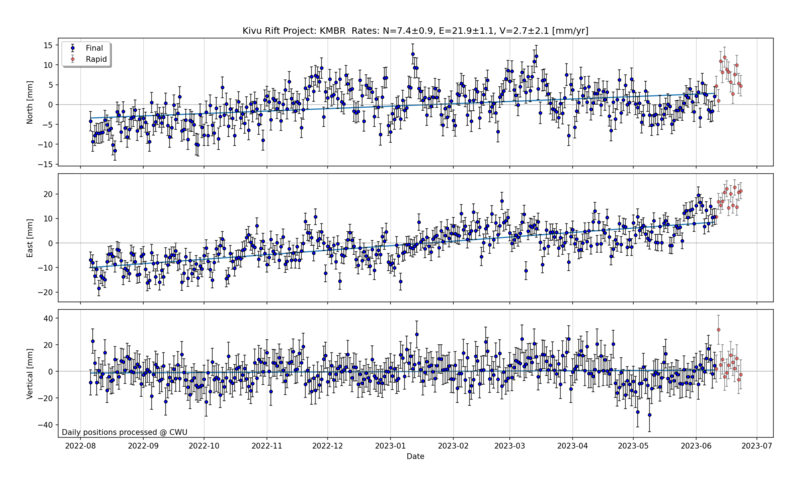 Kivu Rift Project: KMBR Rates: N=7.4±0.9, E=21.9±1.1, V=2.7±2.1 [mm/yr]
Final
Rapid
North [mm]
15
10
5
0
−5
−10
−15
East [mm]
20
10
0
−10
−20
Vertical [mm]
40
20
0
−20
−40
Daily positions processed @ CWU
2022-08 2022-09 2022-10 2022-11 2022-12 2023-01 2023-02 2023-03 2023-04 2023-05 2023-06 2023-07
Date